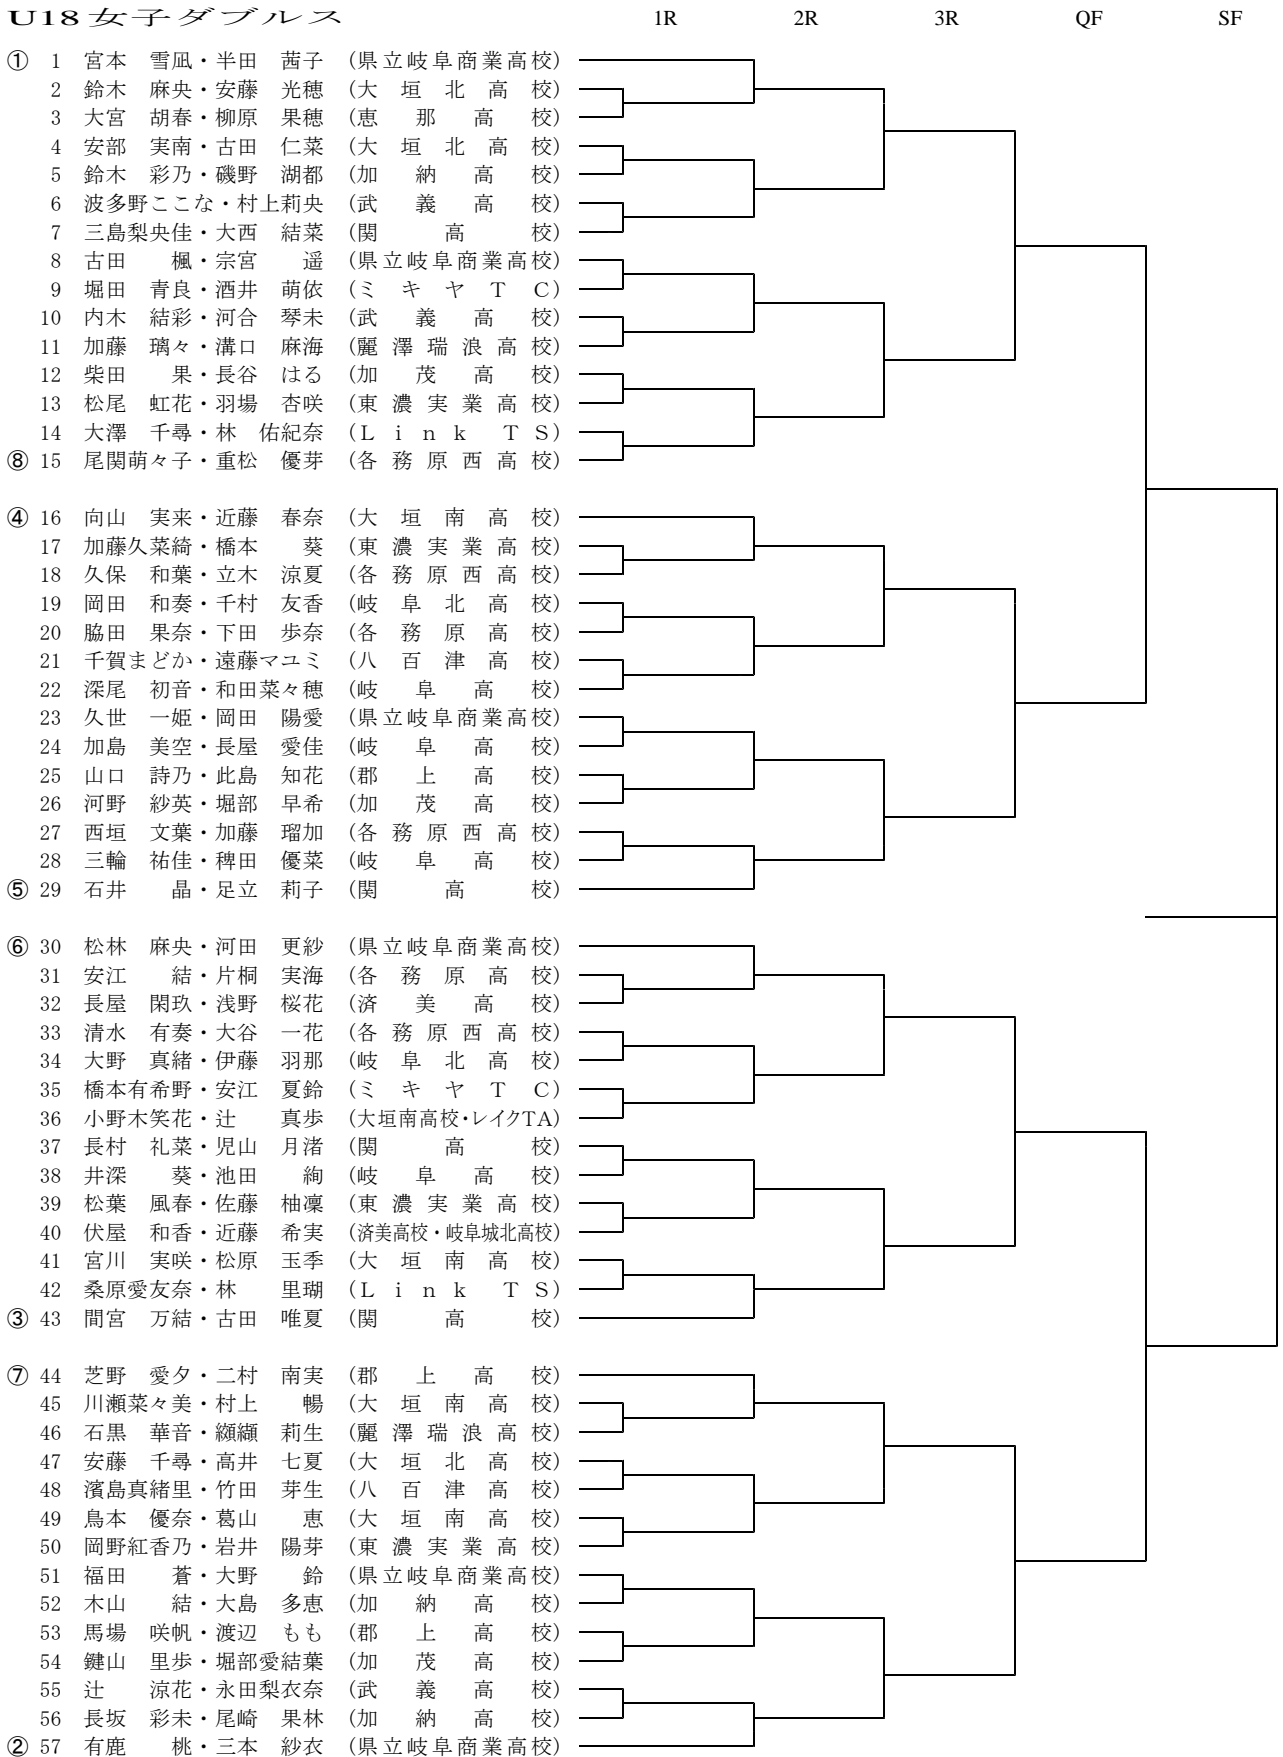 U18女子ダブルス 1R 2R 3R QF SF
① 1 宮本 雪凪・半田 茜子 (県立岐阜商業高校)
2 鈴木 麻央・安藤 光穂 (大垣北高校)
3 大宮 胡春・柳原 果穂 (恵那高校)
4 安部 実南・古田 仁菜 (大垣北高校)
5 鈴木 彩乃・磯野 湖都 (加納高校)
6 波多野ここな・村上莉央 (武義高校)
7 三島梨央佳・大西 結菜 (関高校)
8 古田 楓・宗宮 遥 (県立岐阜商業高校)
9 堀田 青良・酒井 萌依 (ミキヤTC)
10 内木 結彩・河合 琴未 (武義高校)
11 加藤 璃々・溝口 麻海 (麗澤瑞浪高校)
12 柴田 果・長谷 はる (加茂高校)
13 松尾 虹花・羽場 杏咲 (東濃実業高校)
14 大澤 千尋・林 佑紀奈 (Link TS)
⑧ 15 尾関萌々子・重松 優芽 (各務原西高校)
④ 16 向山 実来・近藤 春奈 (大垣南高校)
17 加藤久菜綺・橋本 葵 (東濃実業高校)
18 久保 和葉・立木 涼夏 (各務原西高校)
19 岡田 和奏・千村 友香 (岐阜北高校)
20 脇田 果奈・下田 歩奈 (各務原高校)
21 千賀まどか・遠藤マユミ (八百津高校)
22 深尾 初音・和田菜々穂 (岐阜高校)
23 久世 一姫・岡田 陽愛 (県立岐阜商業高校)
24 加島 美空・長屋 愛佳 (岐阜高校)
25 山口 詩乃・此島 知花 (郡上高校)
26 河野 紗英・堀部 早希 (加茂高校)
27 西垣 文葉・加藤 瑠加 (各務原西高校)
28 三輪 祐佳・稗田 優菜 (岐阜高校)
⑤ 29 石井 晶・足立 莉子 (関高校)
⑥ 30 松林 麻央・河田 更紗 (県立岐阜商業高校)
31 安江 結・片桐 実海 (各務原高校)
32 長屋 閑玖・浅野 桜花 (済美高校)
33 清水 有奏・大谷 一花 (各務原西高校)
34 大野 真緒・伊藤 羽那 (岐阜北高校)
35 橋本有希野・安江 夏鈴 (ミキヤTC)
36 小野木笑花・辻 真歩 (大垣南高校・レイクTA)
37 長村 礼菜・児山 月渚 (関高校)
38 井深 葵・池田 絢 (岐阜高校)
39 松葉 風春・佐藤 柚凜 (東濃実業高校)
40 伏屋 和香・近藤 希実 (済美高校・岐阜城北高校)
41 宮川 実咲・松原 玉季 (大垣南高校)
42 桑原愛友奈・林 里瑚 (Link TS)
③ 43 間宮 万結・古田 唯夏 (関高校)
⑦ 44 芝野 愛夕・二村 南実 (郡上高校)
45 川瀬菜々美・村上 暢 (大垣南高校)
46 石黒 華音・纐纈 莉生 (麗澤瑞浪高校)
47 安藤 千尋・高井 七夏 (大垣北高校)
48 濱島真緒里・竹田 芽生 (八百津高校)
49 鳥本 優奈・葛山 恵 (大垣南高校)
50 岡野紅香乃・岩井 陽芽 (東濃実業高校)
51 福田 蒼・大野 鈴 (県立岐阜商業高校)
52 木山 結・大島 多恵 (加納高校)
53 馬場 咲帆・渡辺 もも (郡上高校)
54 鍵山 里歩・堀部愛結葉 (加茂高校)
55 辻 涼花・永田梨衣奈 (武義高校)
56 長坂 彩未・尾崎 果林 (加納高校)
② 57 有鹿 桃・三本 紗衣 (県立岐阜商業高校)